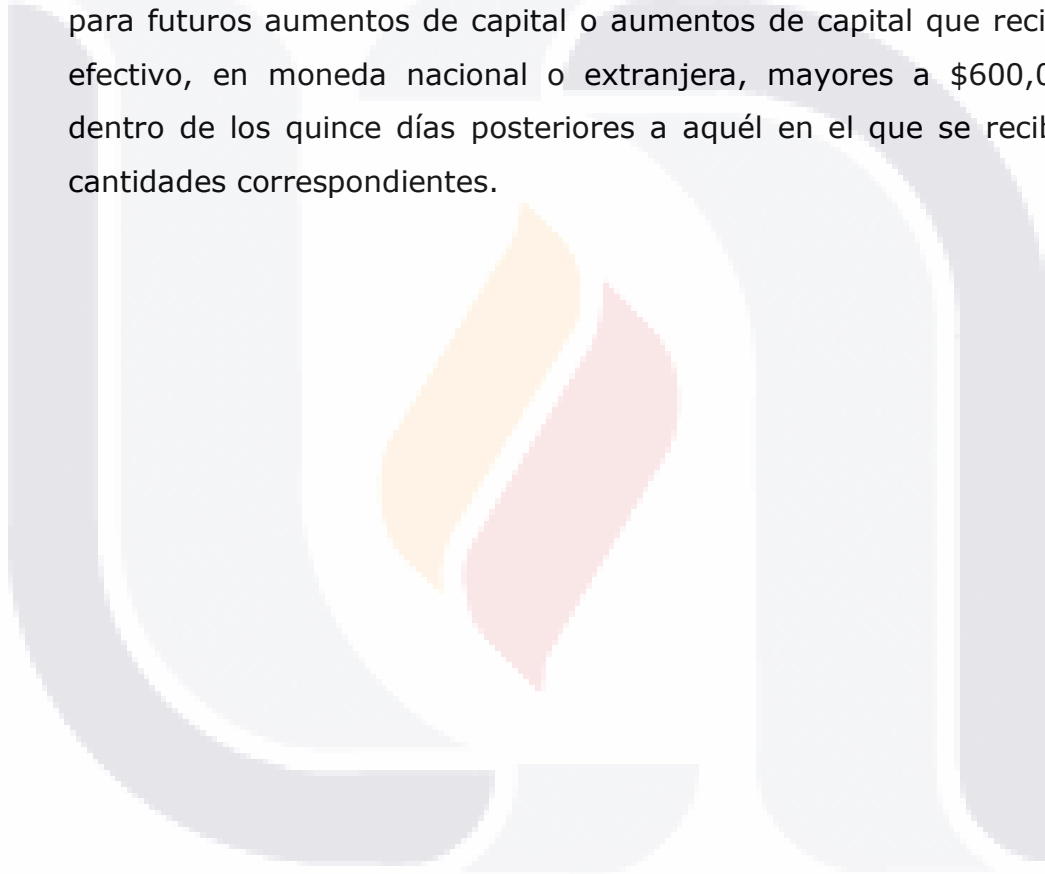 para futuros aumentos de capital o aumentos de capital que reci
efectivo, en moneda nacional o extranjera, mayores a $600,0
dentro de los quince días posteriores a aquél en el que se recib
cantidades correspondientes.